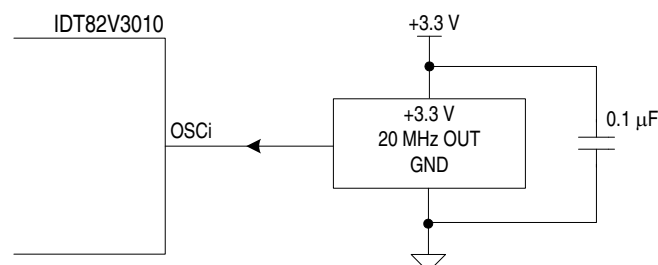 IDT82V3010
+3.3 V
OSCi
+3.3 V
20 MHz OUT
GND
0.1 μF